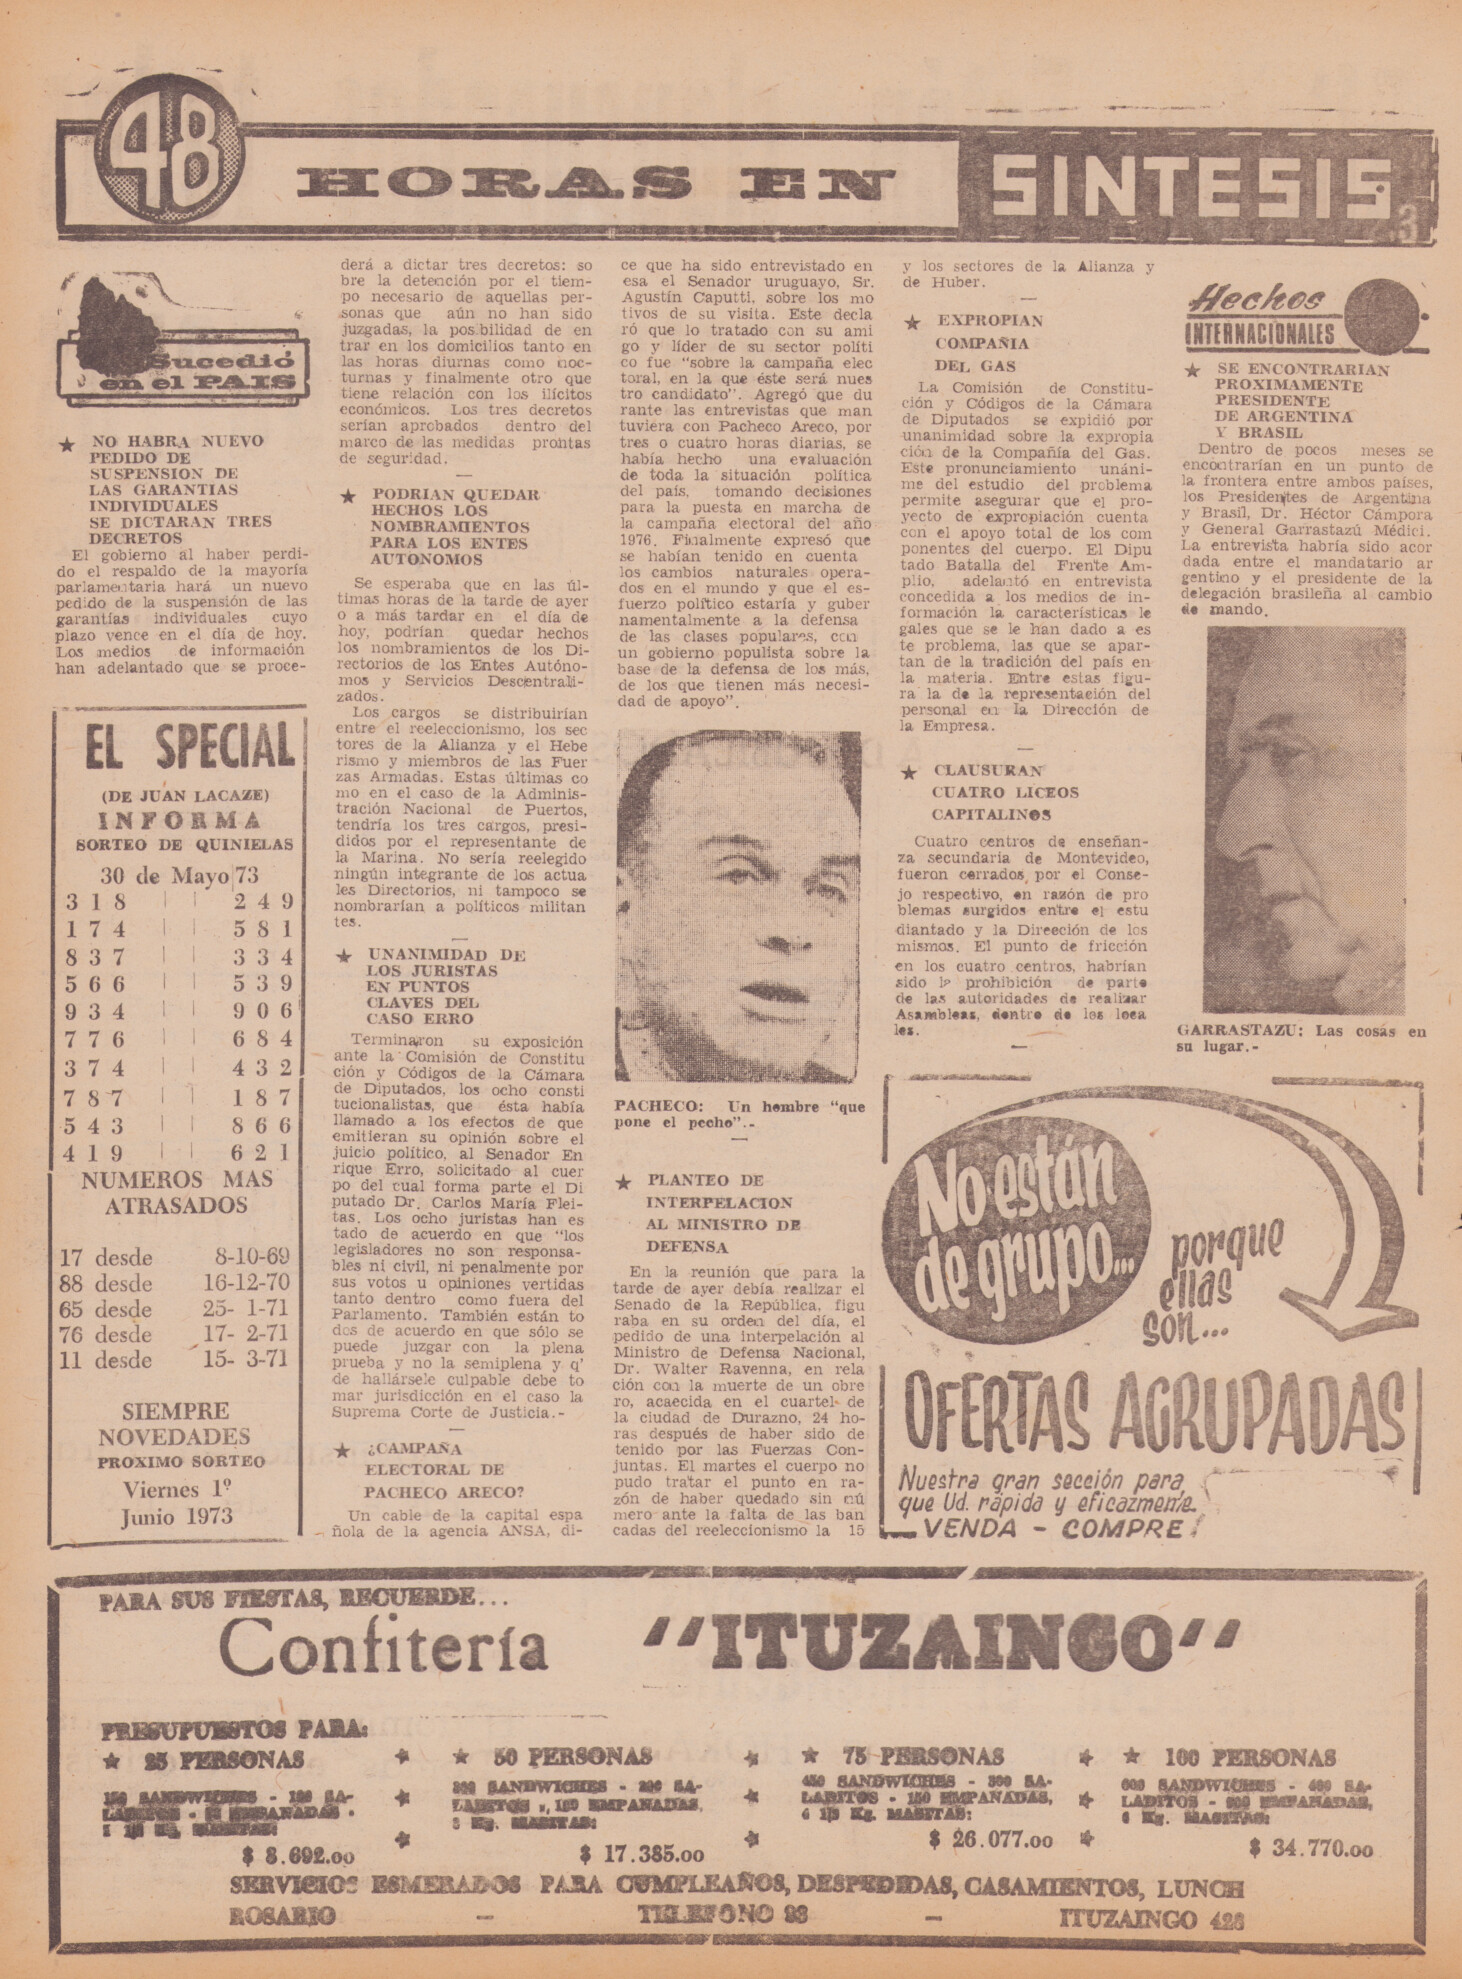 48 HORAS EN SINTESIS
3
Sucedió
en el PAIS
★ NO HABRA NUEVO
PEDIDO DE
SUSPENSION DE
LAS GARANTIAS
INDIVIDUALES
SE DICTARAN TRES
DECRETOS
El gobierno al haber perdi-
do el respaldo de la mayoría
parlamentaria hará un nuevo
pedido de la suspensión de las
garantías individuales cuyo
plazo vence en el día de hoy.
Los medios de información
han adelantado que se proce-
derá a dictar tres decretos: so
bre la detención por el tiem-
po necesario de aquellas per-
sonas que aún no han sido
juzgadas, la posibilidad de en
trar en los domicilios tanto en
las horas diurnas como noc-
turnas y finalmente otro que
tiene relación con los ilícitos
económicos. Los tres decretos
serían aprobados dentro del
marco de las medidas prontas
de seguridad.
★ PODRIAN QUEDAR
HECHOS LOS
NOMBRAMIENTOS
PARA LOS ENTES
AUTONOMOS
Se esperaba que en las úl-
timas horas de la tarde de ayer
o a más tardar en el día de
hoy, podrían quedar hechos
los nombramientos de los Di-
rectorios de los Entes Autóno-
mos y Servicios Descentrali-
zados.
Los cargos se distribuirían
entre el reeleccionismo, los sec
tores de la Alianza y el Hebe
rismo y miembros de las Fuer
zas Armadas. Estas últimas co
mo en el caso de la Adminis-
tración Nacional de Puertos,
tendría los tres cargos, presi-
didos por el representante de
la Marina. No sería reelegido
ningún integrante de los actua
les Directorios, ni tampoco se
nombrarían a políticos militan
tes.
★ UNANIMIDAD DE
LOS JURISTAS
EN PUNTOS
CLAVES DEL
CASO ERRO
Terminaron su exposición
ante la Comisión de Constitu
ción y Códigos de la Cámara
de Diputados, los ocho consti
tucionalistas, que ésta había
llamado a los efectos de que
emitieran su opinión sobre el
juicio político, al Senador En
rique Erro, solicitado al cuer
po del cual forma parte el Di
putado Dr. Carlos María Flei-
tas. Los ocho juristas han es
tado de acuerdo en que "los
legisladores no son responsa-
bles ni civil, ni penalmente por
sus votos u opiniones vertidas
tanto dentro como fuera del
Parlamento. También están to
dos de acuerdo en que sólo se
puede juzgar con la plena
prueba y no la semiplena y q'
de hallársele culpable debe to
mar jurisdicción en el caso la
Suprema Corte de Justicia.-
★ ¿CAMPAÑA
ELECTORAL DE
PACHECO ARECO?
Un cable de la capital espa
ñola de la agencia ANSA, di-
ce que ha sido entrevistado en
esa el Senador uruguayo, Sr.
Agustín Caputti, sobre los mo
tivos de su visita. Este decla
ró que lo tratado con su ami
go y líder de su sector políti
co fue "sobre la campaña elec
toral, en la que éste será nues
tro candidato". Agregó que du
rante las entrevistas que man
tuviera con Pacheco Areco, por
tres o cuatro horas diarias, se
había hecho una evaluación
de toda la situación política
del país, tomando decisiones
para la puesta en marcha de
la campaña electoral del año
1976. Finalmente expresó que
se habían tenido en cuenta
los cambios naturales opera-
dos en el mundo y que el es-
fuerzo político estaría y guber
namentalmente a la defensa
de las clases populares, con
un gobierno populista sobre la
base de la defensa de los más,
de los que tienen más necesi-
dad de apoyo".
PACHECO: Un hombre "que
pone el pecho".-
★ PLANTEO DE
INTERPELACION
AL MINISTRO DE
DEFENSA
En la reunión que para la
tarde de ayer debía realizar el
Senado de la República, figu
raba en su orden del día, el
pedido de una interpelación al
Ministro de Defensa Nacional,
Dr. Walter Ravenna, en rela
ción con la muerte de un obre
ro, acaecida en el cuartel de
la ciudad de Durazno, 24 ho-
ras después de haber sido de
tenido por las Fuerzas Con-
juntas. El martes el cuerpo no
pudo tratar el punto en ra-
zón de haber quedado sin nú
mero ante la falta de las ban
cadas del reeleccionismo la 15
y los sectores de la Alianza y
de Huber.
★ EXPROPIAN
COMPAÑIA
DEL GAS
La Comisión de Constitu-
ción y Códigos de la Cámara
de Diputados se expidió por
unanimidad sobre la expropia
ción de la Compañía del Gas.
Este pronunciamiento unáni-
me del estudio del problema
permite asegurar que el pro-
yecto de expropiación cuenta
con el apoyo total de los com
ponentes del cuerpo. El Dipu
tado Batalla del Frente Am-
plio, adelantó en entrevista
concedida a los medios de in-
formación la características le
gales que se le han dado a es
te problema, las que se apar-
tan de la tradición del país en
la materia. Entre estas figu-
ra la de la representación del
personal en la Dirección de
la Empresa.
★ CLAUSURAN
CUATRO LICEOS
CAPITALINOS
Cuatro centros de enseñan-
za secundaria de Montevideo,
fueron cerrados por el Conse-
jo respectivo, en razón de pro
blemas surgidos entre el estu
diantado y la Dirección de los
mismos. El punto de fricción
en los cuatro centros, habrían
sido la prohibición de parte
de las autoridades de realizar
Asambleas, dentro de los loca
les.
Hechos
INTERNACIONALES
★ SE ENCONTRARIAN
PROXIMAMENTE
PRESIDENTE
DE ARGENTINA
Y BRASIL
Dentro de pocos meses se
encontrarían en un punto de
la frontera entre ambos países,
los Presidentes de Argentina
y Brasil, Dr. Héctor Cámpora
y General Garrastazú Médici.
La entrevista habría sido acor
dada entre el mandatario ar
gentino y el presidente de la
delegación brasileña al cambio
de mando.
GARRASTAZU: Las cosas en
su lugar.-
EL SPECIAL
(DE JUAN LACAZE)
INFORMA
SORTEO DE QUINIELAS
30 de Mayo 73
318 249
174 581
837 334
566 539
934 906
776 684
374 432
787 187
543 866
419 621
NUMEROS MAS
ATRASADOS
17 desde 8-10-69
88 desde 16-12-70
65 desde 25- 1-71
76 desde 17- 2-71
11 desde 15- 3-71
SIEMPRE
NOVEDADES
PROXIMO SORTEO
Viernes 1º
Junio 1973
No están
de grupo...
porque
ellas
son...
OFERTAS AGRUPADAS
Nuestra gran sección para,
que Ud. rápida y eficazmente.
VENDA - COMPRE!
PARA SUS FIESTAS, RECUERDE...
Confitería "ITUZAINGO"
PRESUPUESTOS PARA:
★ 25 PERSONAS
150 SANDWICHES - 100 SA-
LADITOS - EMPANADAS -
1 1/2 Kg. MASITAS:
$ 8.692.00
★ 50 PERSONAS
300 SANDWICHES - 200 SA-
LADITOS, 100 EMPANADAS,
3 Kg. MASITAS:
$ 17.385.00
★ 75 PERSONAS
450 SANDWICHES - 300 SA-
LADITOS - 150 EMPANADAS,
4 1/2 Kg. MASITAS:
$ 26.077.00
★ 100 PERSONAS
600 SANDWICHES - 400 SA-
LADITOS - EMPANADAS,
6 Kg. MASITAS:
$ 34.770.00
SERVICIOS ESMERADOS PARA CUMPLEAÑOS, DESPEDIDAS, CASAMIENTOS, LUNCH
ROSARIO - TELEFONO - ITUZAINGO